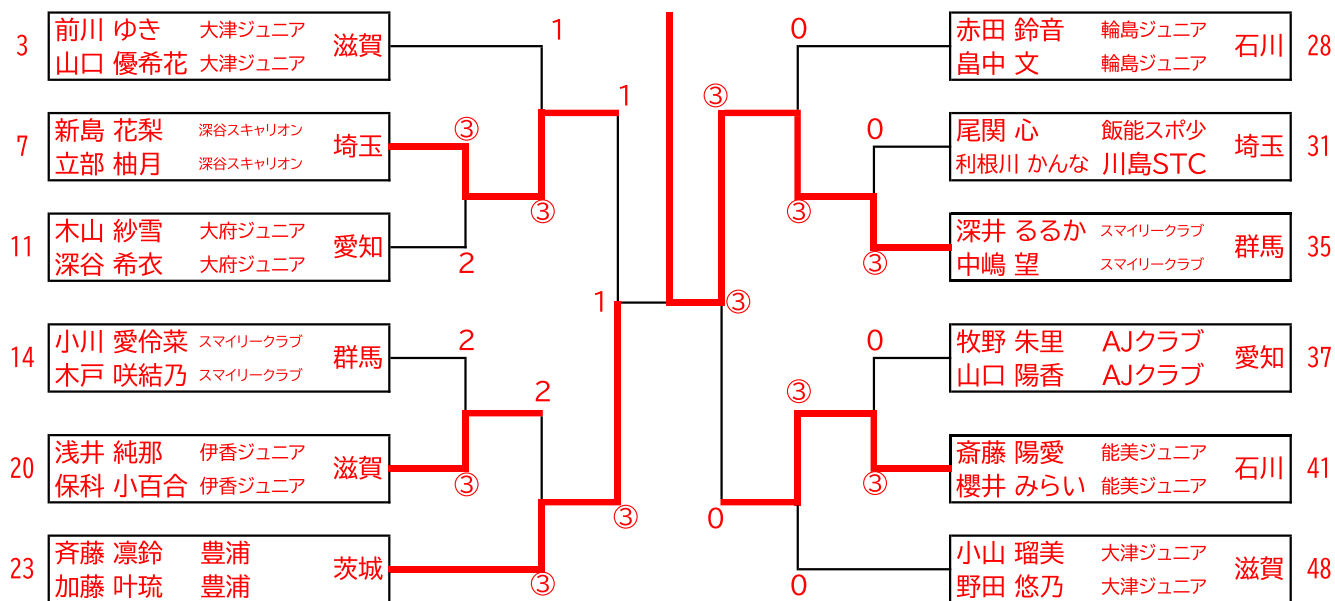 3 前川 ゆき 大津ジュニア 滋賀
山口 優希花 大津ジュニア
7 新島 花梨 深谷スキャリオン 埼玉
立部 柚月 深谷スキャリオン
11 木山 紗雪 大府ジュニア 愛知
深谷 希衣 大府ジュニア
14 小川 愛伶菜 スマイリークラブ 群馬
木戸 咲結乃 スマイリークラブ
20 浅井 純那 伊香ジュニア 滋賀
保科 小百合 伊香ジュニア
23 斉藤 凛鈴 豊浦 茨城
加藤 叶琉 豊浦
1
③
1
③
2
1
2
2
③
③
③
0
③
0
③
③
③
0
③
③
0
0
赤田 鈴音 輪島ジュニア 石川 28
畠中 文 輪島ジュニア
尾関 心 飯能スポ少 埼玉 31
利根川 かんな 川島STC
深井 るるか スマイリークラブ 群馬 35
中嶋 望 スマイリークラブ
牧野 朱里 AJクラブ 愛知 37
山口 陽香 AJクラブ
斎藤 陽愛 能美ジュニア 石川 41
櫻井 みらい 能美ジュニア
小山 瑠美 大津ジュニア 滋賀 48
野田 悠乃 大津ジュニア